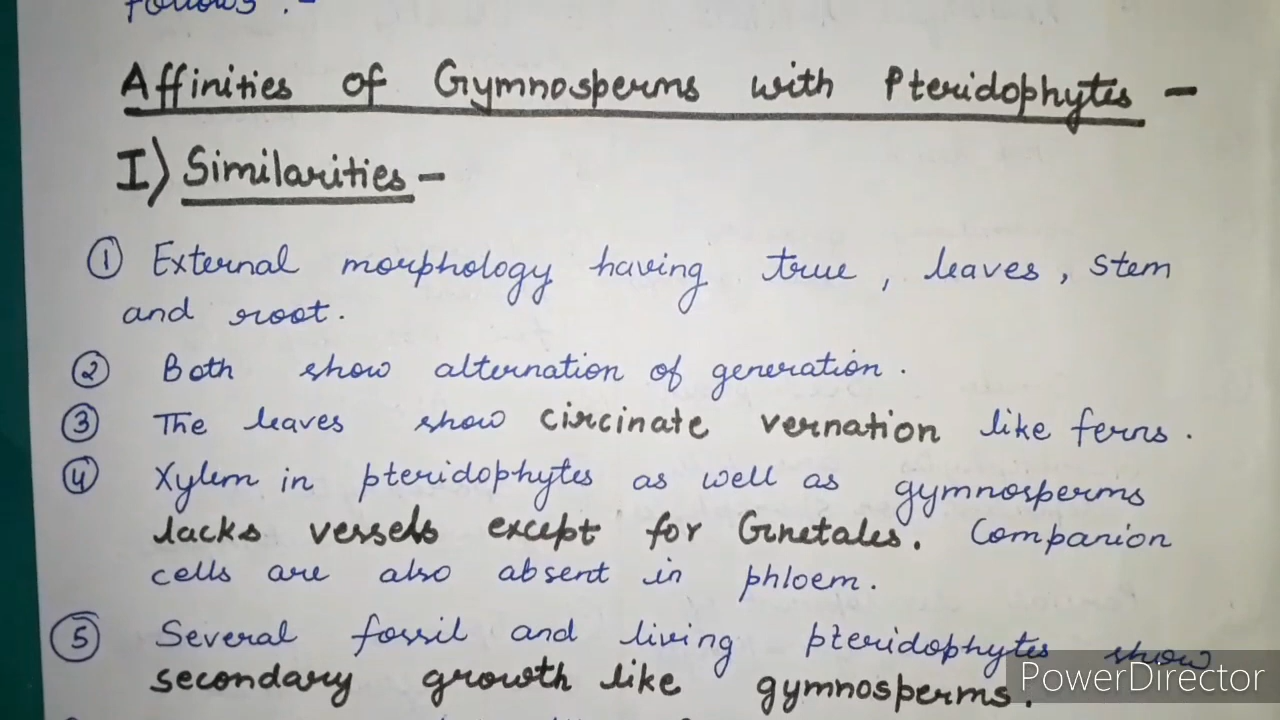 follows :-
Affinities of Gymnosperms with Pteridophytes -
I) Similarities -
① External morphology having true , leaves , stem
and root.
② Both show alternation of generation .
③ The leaves show circinate vernation like ferns .
④ Xylem in pteridophytes as well as gymnosperms
lacks vessels except for Gnetales. Companion
cells are also absent in phloem .
⑤ Several fossil and living pteridophytes show
secondary growth like gymnosperms.
PowerDirector